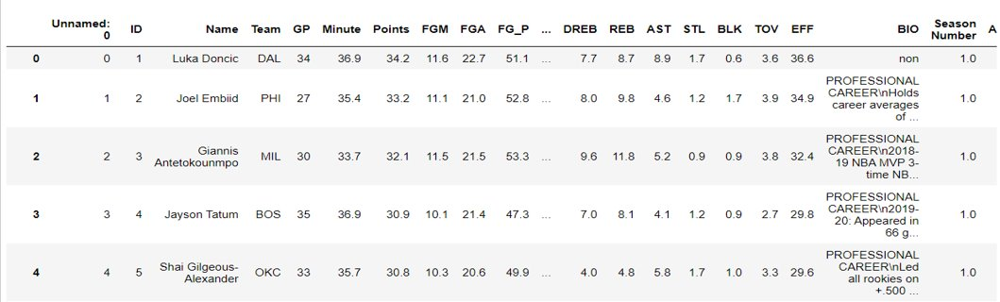 Unnamed: 0 ID Name Team GP Minute Points FGM FGA FG_P ... DREB REB AST STL BLK TOV EFF BIO Season Number A
0 0 1 Luka Doncic DAL 34 36.9 34.2 11.6 22.7 51.1 ... 7.7 8.7 8.9 1.7 0.6 3.6 36.6 non 1.0
1 1 2 Joel Embiid PHI 27 35.4 33.2 11.1 21.0 52.8 ... 8.0 9.8 4.6 1.2 1.7 3.9 34.9 PROFESSIONAL CAREER\nHolds career averages of ... 1.0
2 2 3 Giannis Antetokounmpo MIL 30 33.7 32.1 11.5 21.5 53.3 ... 9.6 11.8 5.2 0.9 0.9 3.8 32.4 PROFESSIONAL CAREER\n2018-19 NBA MVP 3-time NB... 1.0
3 3 4 Jayson Tatum BOS 35 36.9 30.9 10.1 21.4 47.3 ... 7.0 8.1 4.1 1.2 0.9 2.7 29.8 PROFESSIONAL CAREER\n2019-20: Appeared in 66 g... 1.0
4 4 5 Shai Gilgeous-Alexander OKC 33 35.7 30.8 10.3 20.6 49.9 ... 4.0 4.8 5.8 1.7 1.0 3.3 29.6 PROFESSIONAL CAREER\nLed all rookies on +.500 ... 1.0